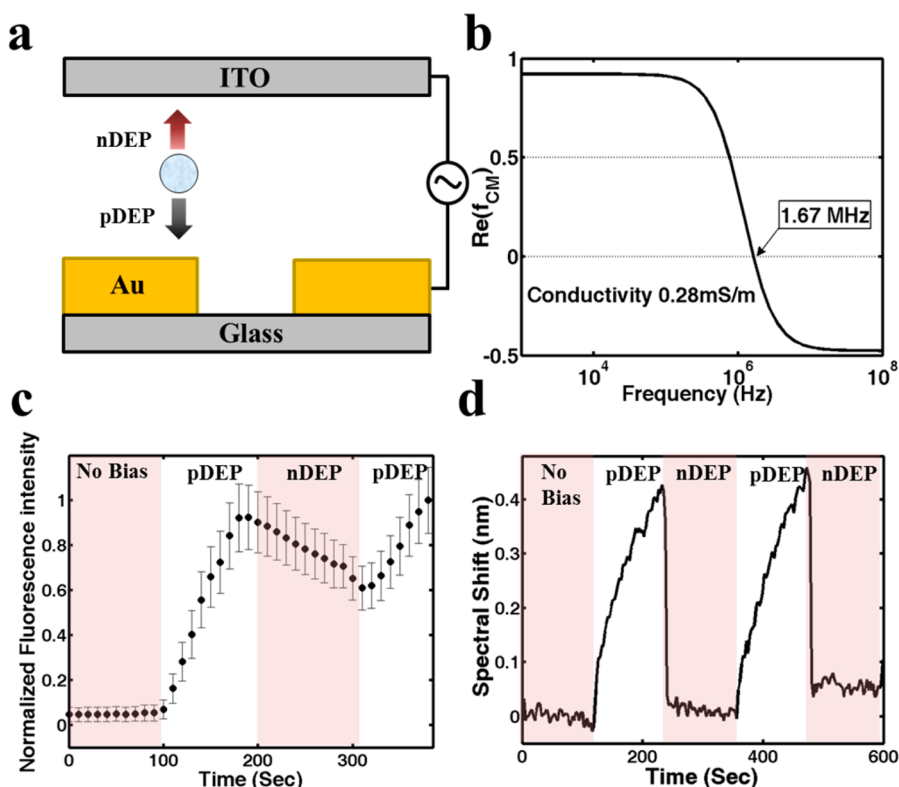 a
ITO
nDEP
pDEP
Au
Glass
b
1
0.5
0
-0.5
Re(f_CM)
1.67 MHz
Conductivity 0.28mS/m
10^4
10^6
10^8
Frequency (Hz)
c
Normalized Fluorescence intensity
No Bias
pDEP
nDEP
pDEP
1
0.8
0.6
0.4
0.2
0
0
100
200
300
Time (Sec)
d
Spectral Shift (nm)
No
Bias
pDEP
nDEP
pDEP
nDEP
0.4
0.3
0.2
0.1
0
0
200
400
600
Time (Sec)